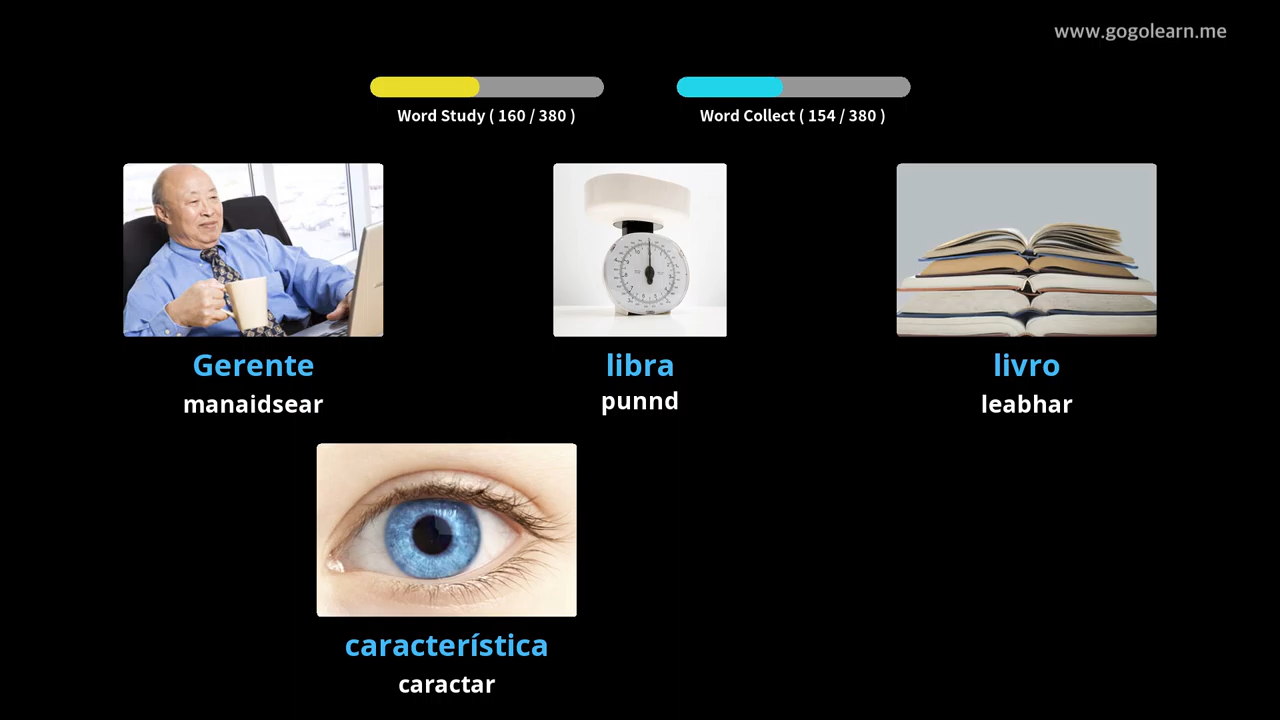 www.gogolearn.me
Word Study ( 160 / 380 )
Word Collect ( 154 / 380 )
Gerente
manaidsear
libra
punnd
livro
leabhar
característica
caractar